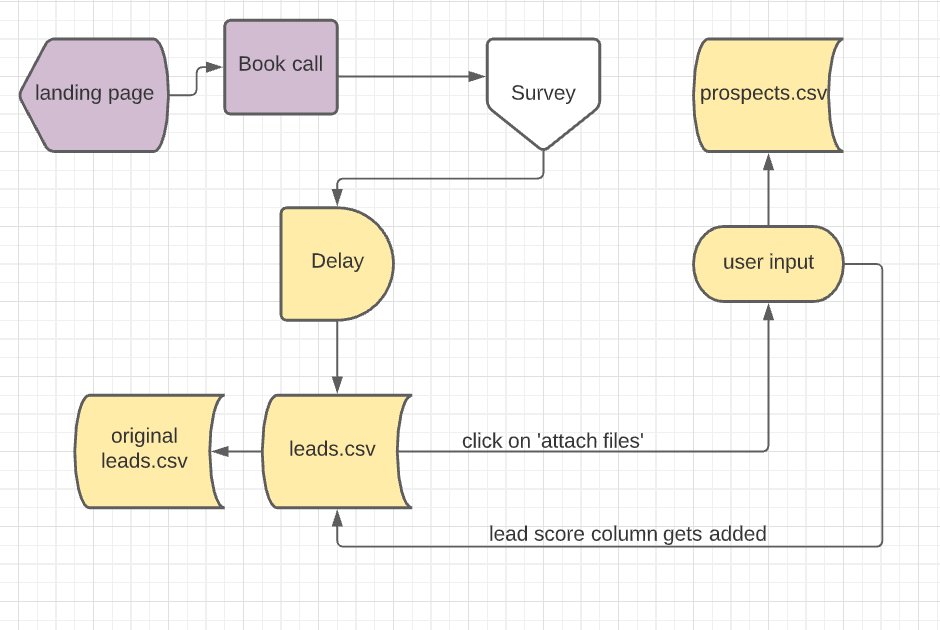 landing page
Book call
Survey
prospects.csv
Delay
user input
original
leads.csv
leads.csv
click on 'attach files'
lead score column gets added